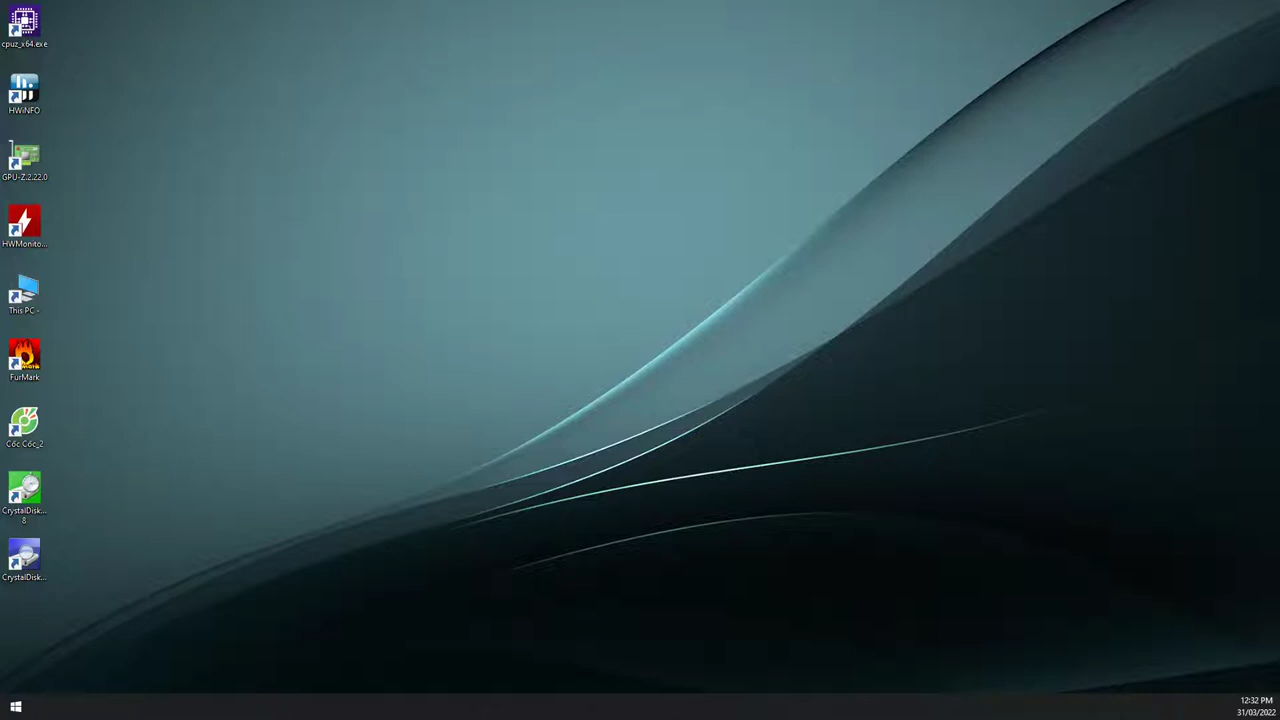 cpuz_x64.exe
HWiNFO
GPU-Z.2.22.0
HWMonito...
This PC -
FurMark
Cốc Cốc_2
CrystalDisk...
8
CrystalDisk...
12:32 PM
31/03/2022